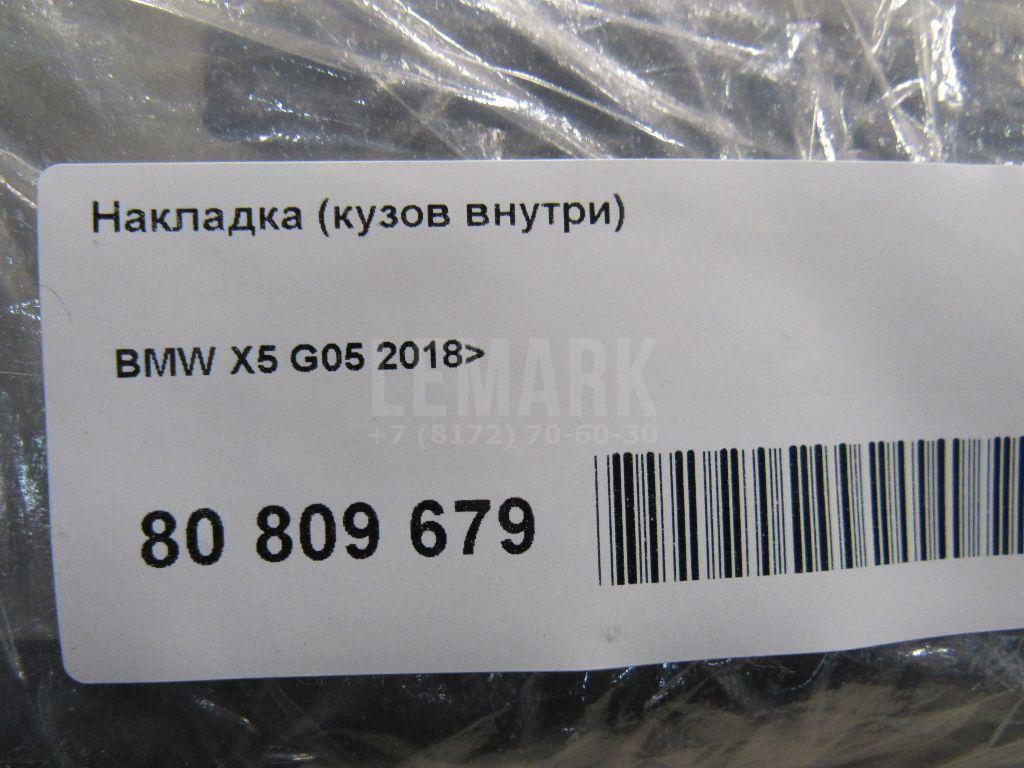 Накладка (кузов внутри)
BMW X5 G05 2018>
LEMARK
+7 (8172) 70-60-30
80 809 679